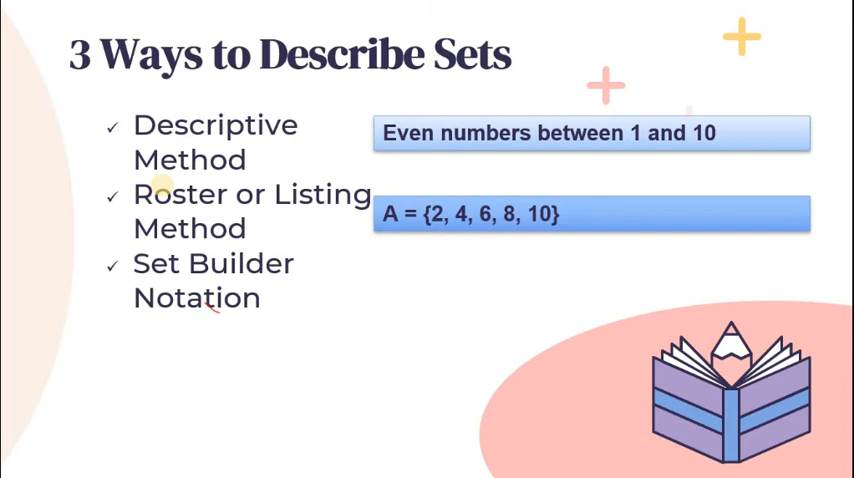 3 Ways to Describe Sets
✓ Descriptive
Method
Even numbers between 1 and 10
✓ Roster or Listing
Method
A = {2, 4, 6, 8, 10}
✓ Set Builder
Notation